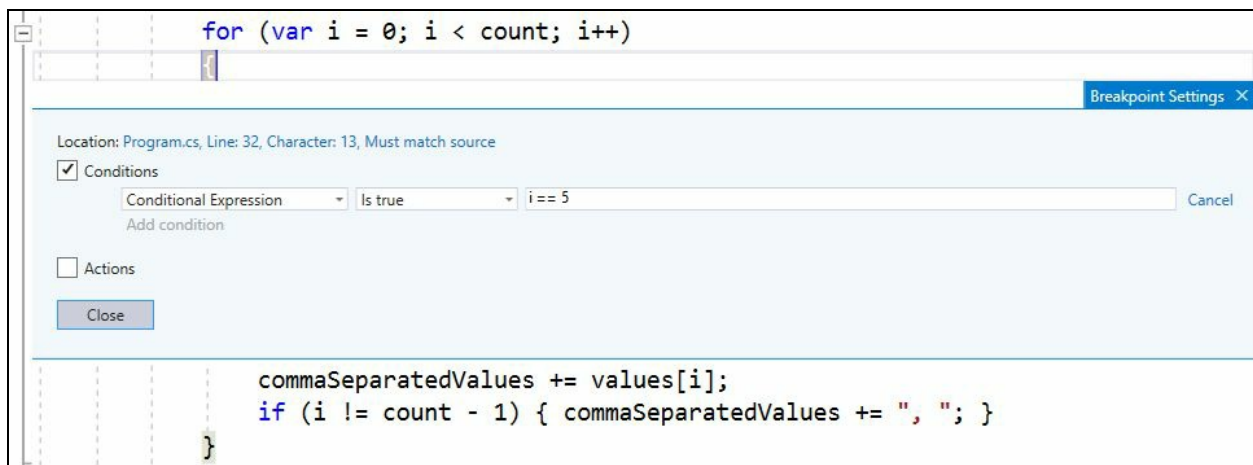 for (var i = 0; i < count; i++)
{
Breakpoint Settings ×
Location: Program.cs, Line: 32, Character: 13, Must match source
Conditions
Conditional Expression Is true i == 5 Cancel
Add condition
Actions
Close
commaSeparatedValues += values[i];
if (i != count - 1) { commaSeparatedValues += ", "; }
}